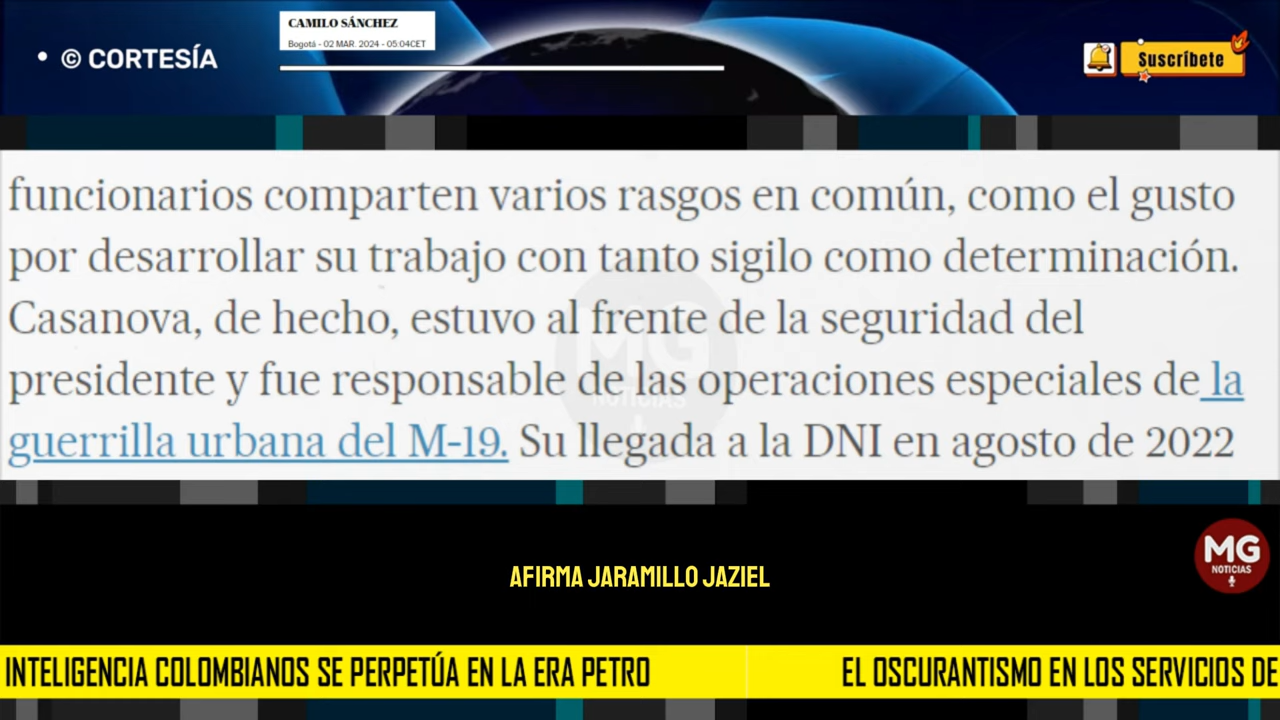 CAMILO SÁNCHEZ
Bogotá - 02 MAR. 2024 - 05:04CET
• © CORTESÍA
Suscríbete
funcionarios comparten varios rasgos en común, como el gusto
por desarrollar su trabajo con tanto sigilo como determinación.
Casanova, de hecho, estuvo al frente de la seguridad del
presidente y fue responsable de las operaciones especiales de la
guerrilla urbana del M-19. Su llegada a la DNI en agosto de 2022
MG
NOTICIAS
AFIRMA JARAMILLO JAZIEL
MG
NOTICIAS
INTELIGENCIA COLOMBIANOS SE PERPETÚA EN LA ERA PETRO
EL OSCURANTISMO EN LOS SERVICIOS DE